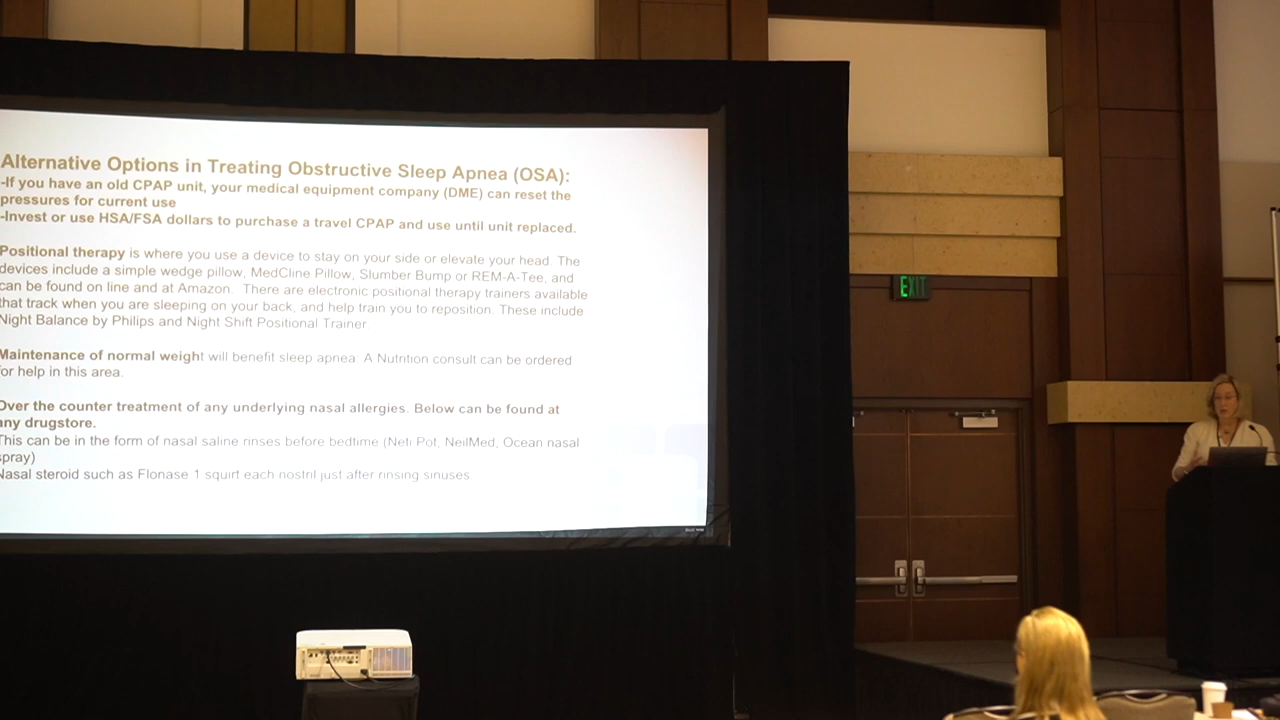 Alternative Options in Treating Obstructive Sleep Apnea (OSA):
-If you have an old CPAP unit, your medical equipment company (DME) can reset the
pressures for current use
-Invest or use HSA/FSA dollars to purchase a travel CPAP and use until unit replaced.
Positional therapy is where you use a device to stay on your side or elevate your head. The
devices include a simple wedge pillow, MedCline Pillow, Slumber Bump or REM-A-Tee, and
can be found on line and at Amazon. There are electronic positional therapy trainers available
that track when you are sleeping on your back, and help train you to reposition. These include
Night Balance by Philips and Night Shift Positional Trainer
Maintenance of normal weight will benefit sleep apnea. A Nutrition consult can be ordered
for help in this area.
Over the counter treatment of any underlying nasal allergies. Below can be found at
any drugstore.
This can be in the form of nasal saline rinses before bedtime (Neti Pot, NeilMed, Ocean nasal
spray)
Nasal steroid such as Flonase 1 squirt each nostril just after rinsing sinuses.
EXIT